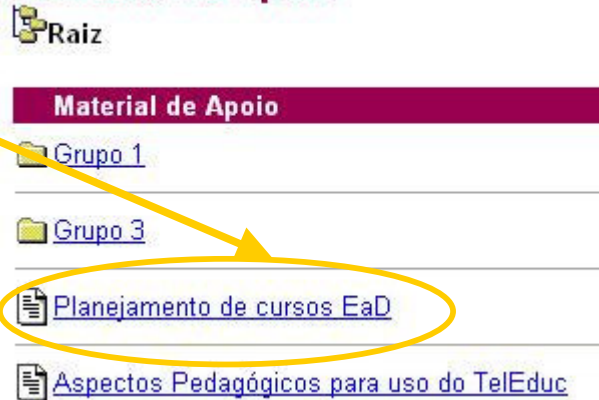 Raiz
Material de Apoio
Grupo 1
Grupo 3
Planejamento de cursos EaD
Aspectos Pedagógicos para uso do TelEduc